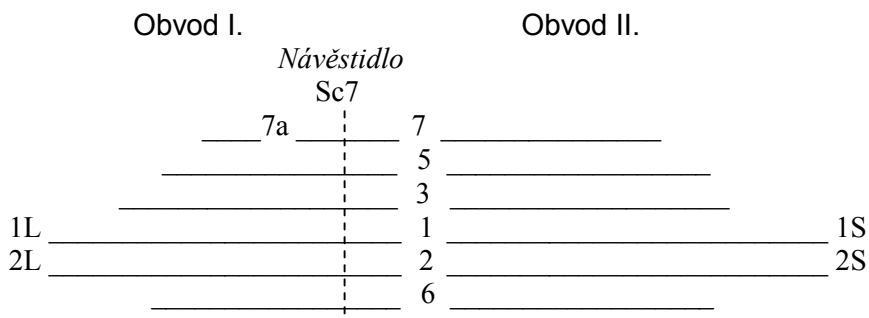 Obvod I. Obvod II.
Návěstidlo
Sc7
7a 7
5
3
1L 1 1S
2L 2 2S
6